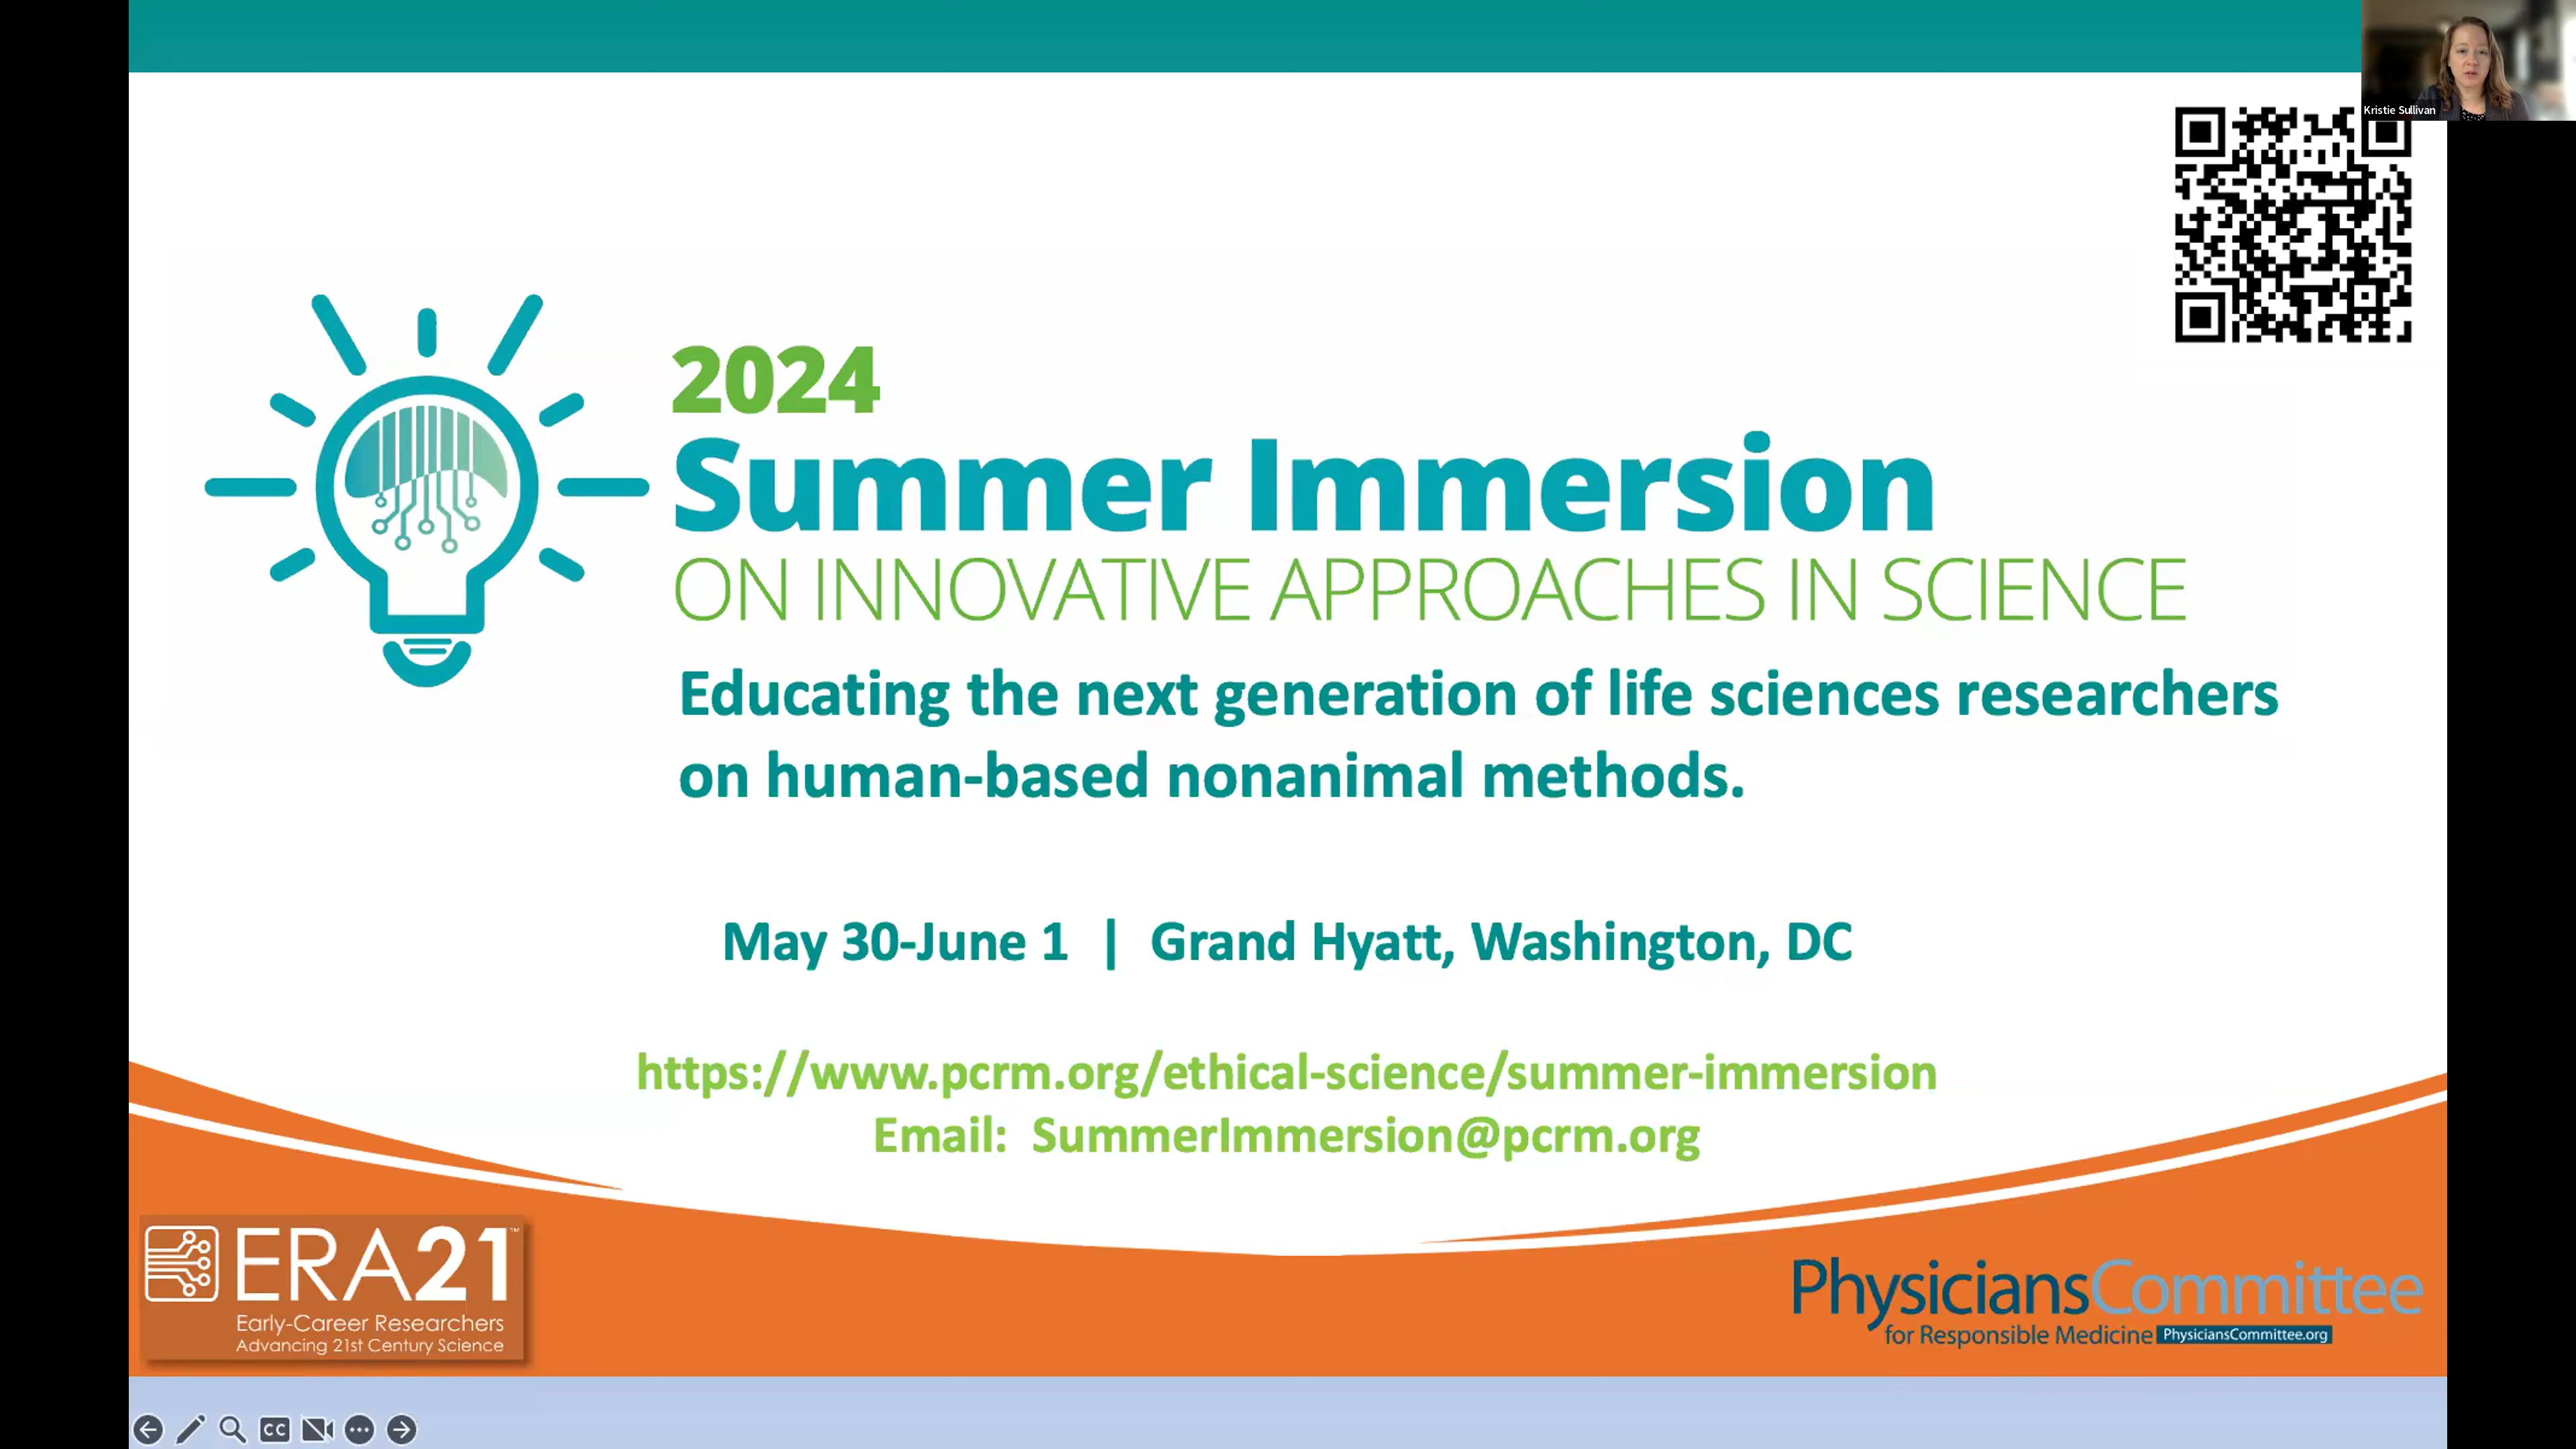 Kristie Sullivan
2024
Summer Immersion
ON INNOVATIVE APPROACHES IN SCIENCE
Educating the next generation of life sciences researchers
on human-based nonanimal methods.
May 30-June 1 | Grand Hyatt, Washington, DC
https://www.pcrm.org/ethical-science/summer-immersion
Email: SummerImmersion@pcrm.org
ERA21™
Early-Career Researchers
Advancing 21st Century Science
PhysiciansCommittee
for Responsible Medicine PhysiciansCommittee.org
CC